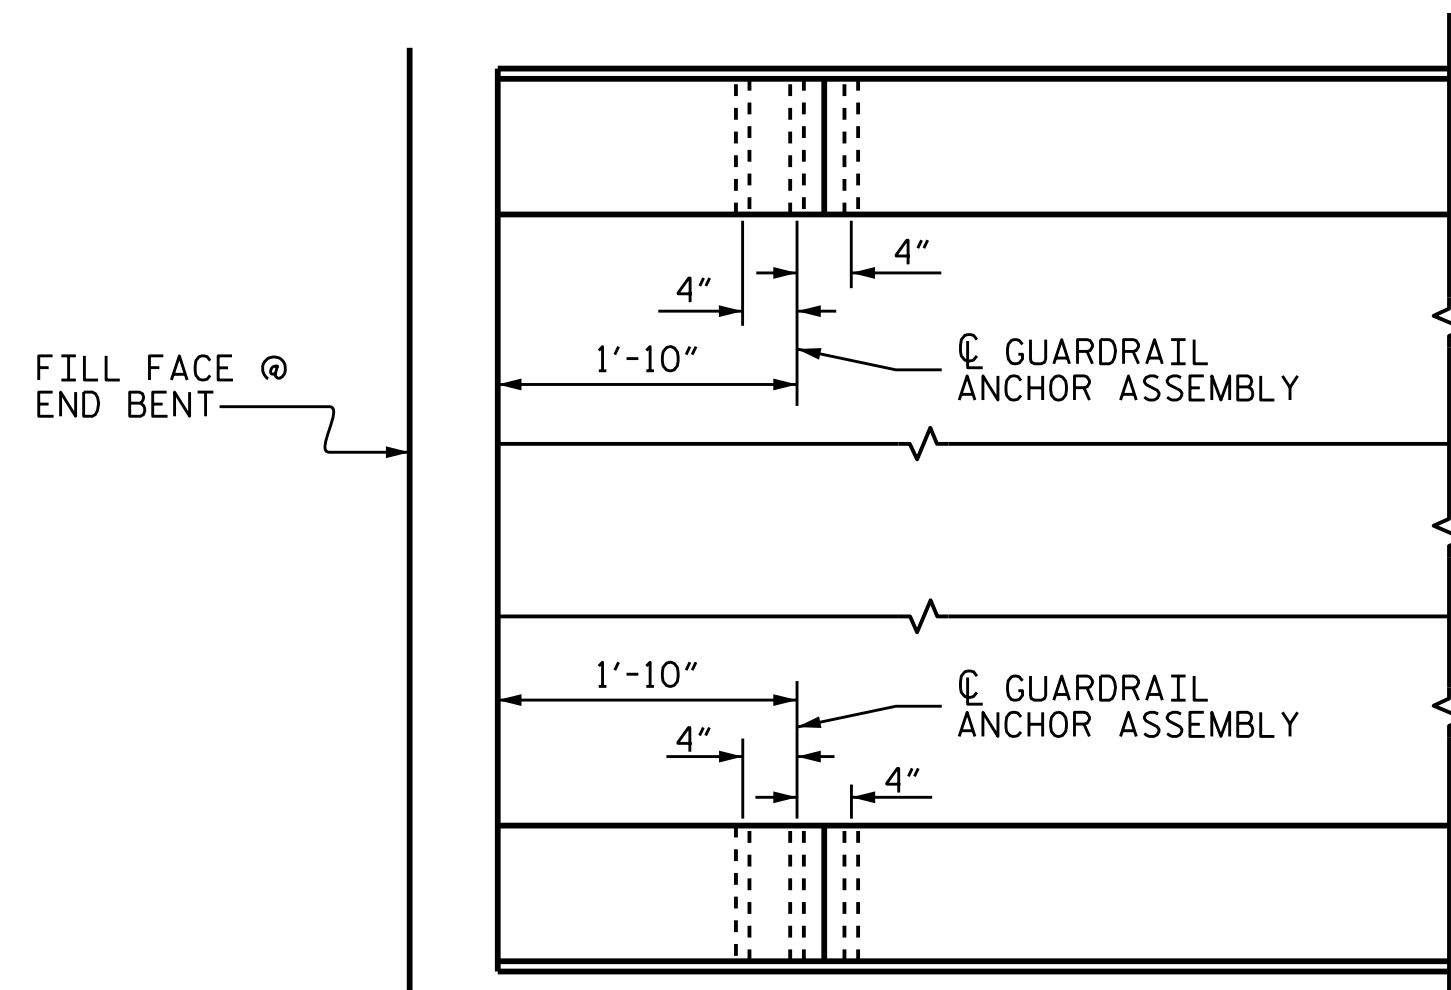 4"
4"
1'-10"
℄ GUARDRAIL
ANCHOR ASSEMBLY
FILL FACE @
END BENT
1'-10"
℄ GUARDRAIL
ANCHOR ASSEMBLY
4"
4"